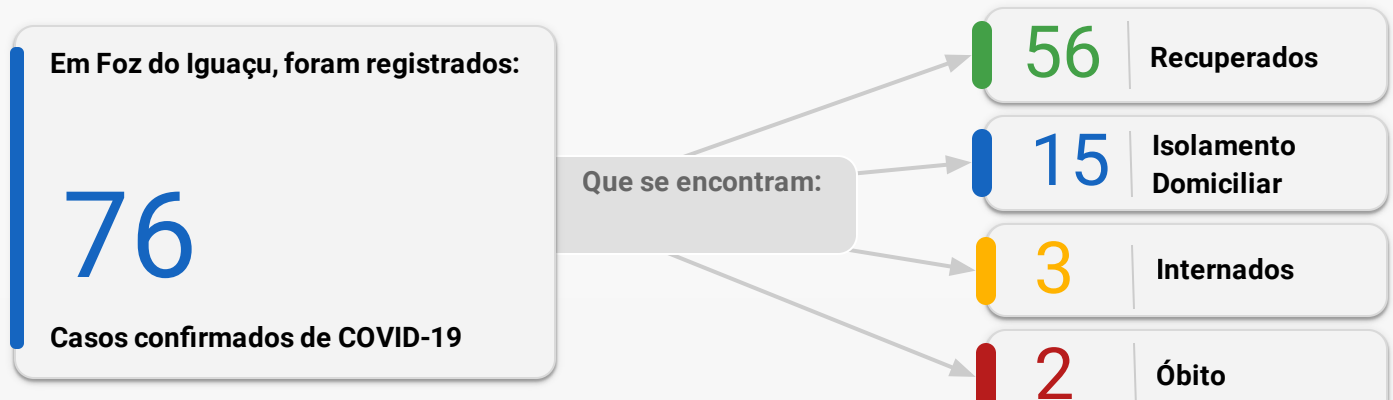 Em Foz do Iguaçu, foram registrados:
76
Casos confirmados de COVID-19
Que se encontram:
56
Recuperados
15
Isolamento
Domiciliar
3
Internados
2
Óbito